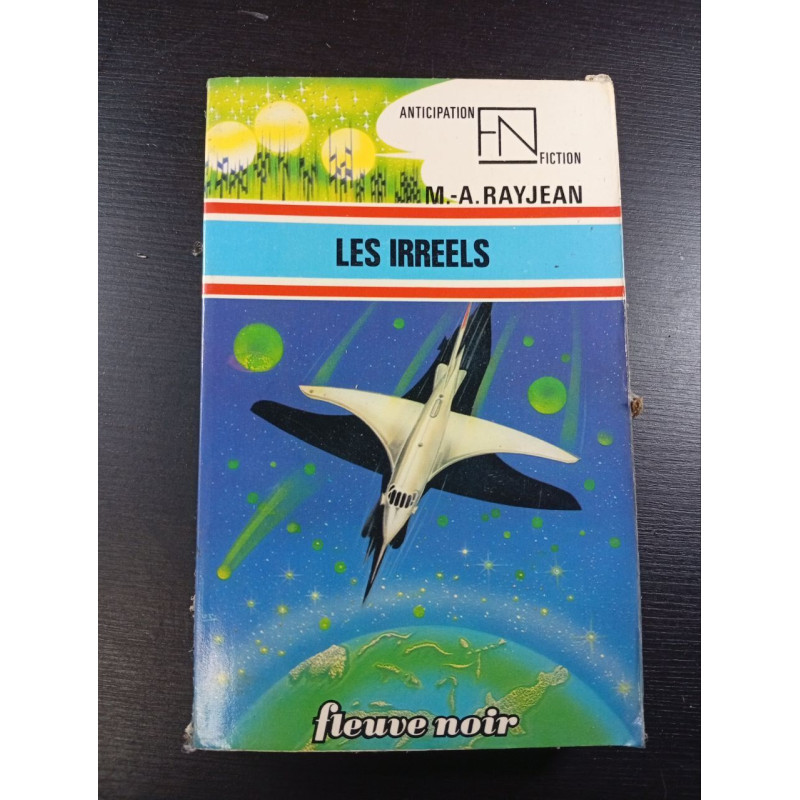 ANTICIPATION
FN
FICTION
M.-A. RAYJEAN
LES IRREELS
fleuve noir